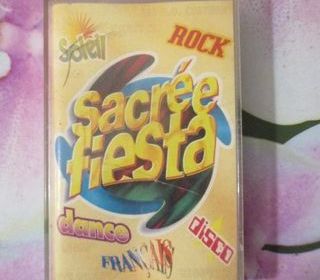 Soleil
ROCK
sacrée
fiesta
dance
disco
FRANÇAIS